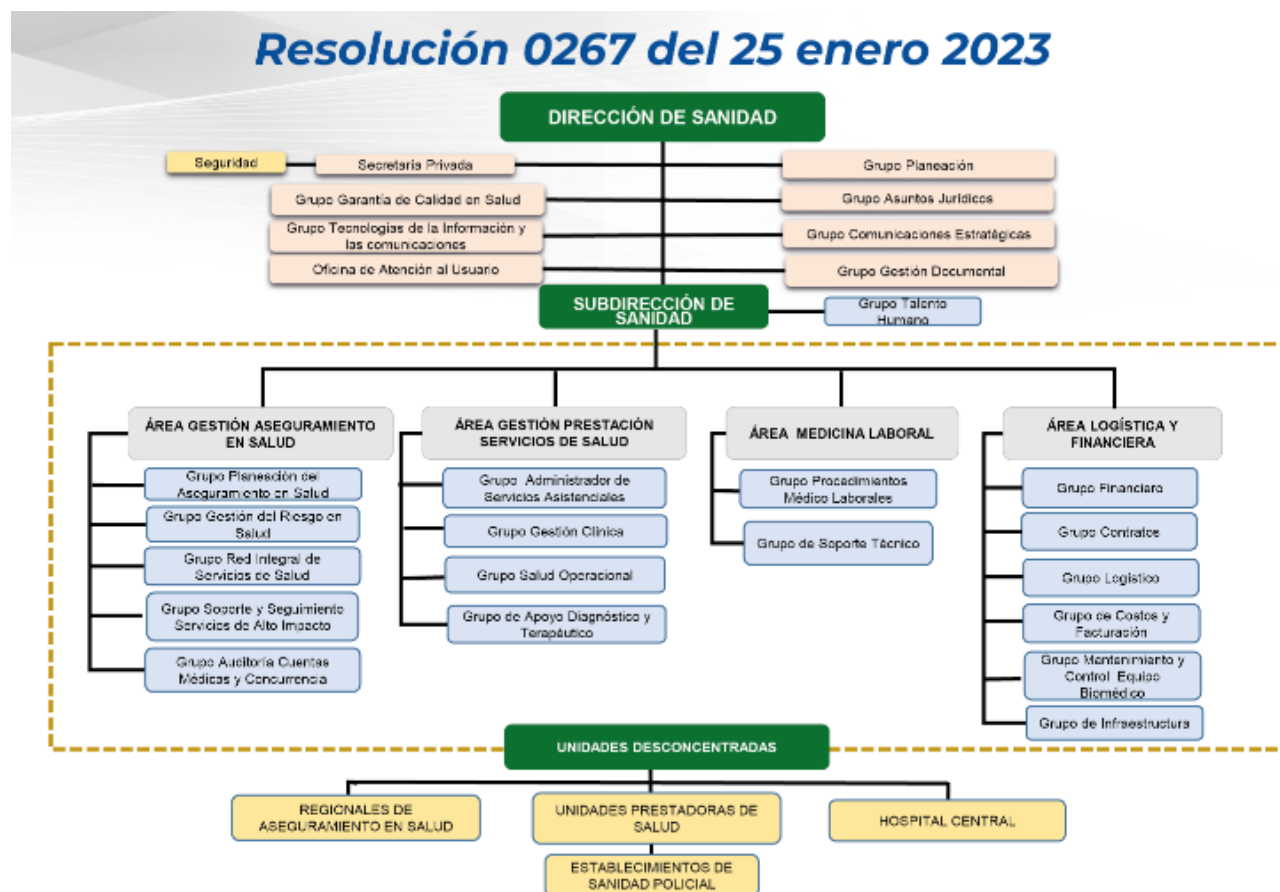 Resolución 0267 del 25 enero 2023
DIRECCIÓN DE SANIDAD
Seguridad
Secretaría Privada
Grupo Planeación
Grupo Garantía de Calidad en Salud
Grupo Asuntos Jurídicos
Grupo Tecnologías de la Información y
las comunicaciones
Grupo Comunicaciones Estratégicas
Oficina de Atención al Usuario
Grupo Gestión Documental
SUBDIRECCIÓN DE
SANIDAD
Grupo Talento
Humano
ÁREA GESTIÓN ASEGURAMIENTO
EN SALUD
Grupo Planeación del
Aseguramiento en Salud
Grupo Gestión del Riesgo en
Salud
Grupo Red Integral de
Servicios de Salud
Grupo Soporte y Seguimiento
Servicios de Alto Impacto
Grupo Auditoría Cuentas
Médicas y Concurrencia
ÁREA GESTIÓN PRESTACIÓN
SERVICIOS DE SALUD
Grupo Administrador de
Servicios Asistenciales
Grupo Gestión Clínica
Grupo Salud Operacional
Grupo de Apoyo Diagnóstico y
Terapéutico
ÁREA MEDICINA LABORAL
Grupo Procedimientos
Médico Laborales
Grupo de Soporte Técnico
ÁREA LOGÍSTICA Y
FINANCIERA
Grupo Financiero
Grupo Contratos
Grupo Logístico
Grupo de Costos y
Facturación
Grupo Mantenimiento y
Control Equipo
Biomédico
Grupo de Infraestructura
UNIDADES DESCONCENTRADAS
REGIONALES DE
ASEGURAMIENTO EN SALUD
UNIDADES PRESTADORAS DE
SALUD
HOSPITAL CENTRAL
ESTABLECIMIENTOS DE
SANIDAD POLICIAL